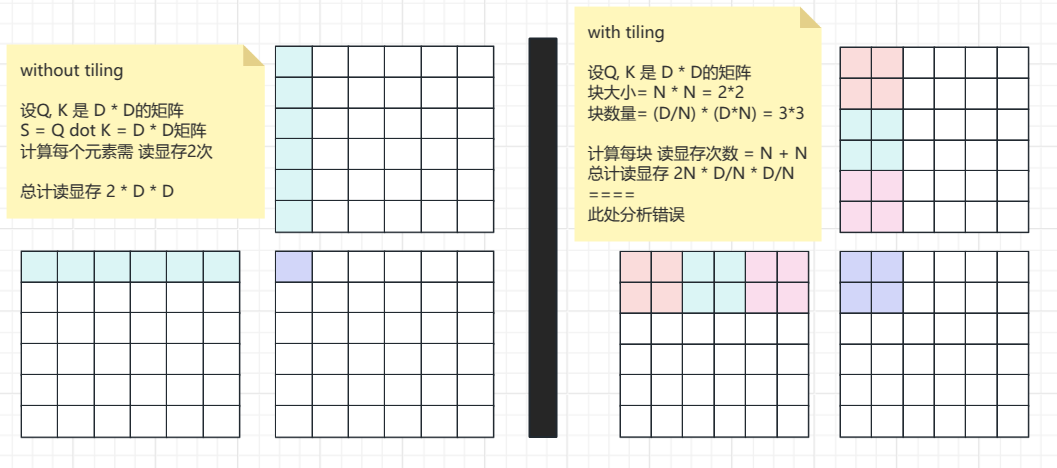 without tiling
设Q, K 是 D * D的矩阵
S = Q dot K = D * D矩阵
计算每个元素需 读显存2次
总计读显存 2 * D * D
with tiling
设Q, K 是 D * D的矩阵
块大小= N * N = 2*2
块数量= (D/N) * (D*N) = 3*3
计算每块 读显存次数 = N + N
总计读显存 2N * D/N * D/N
====
此处分析错误